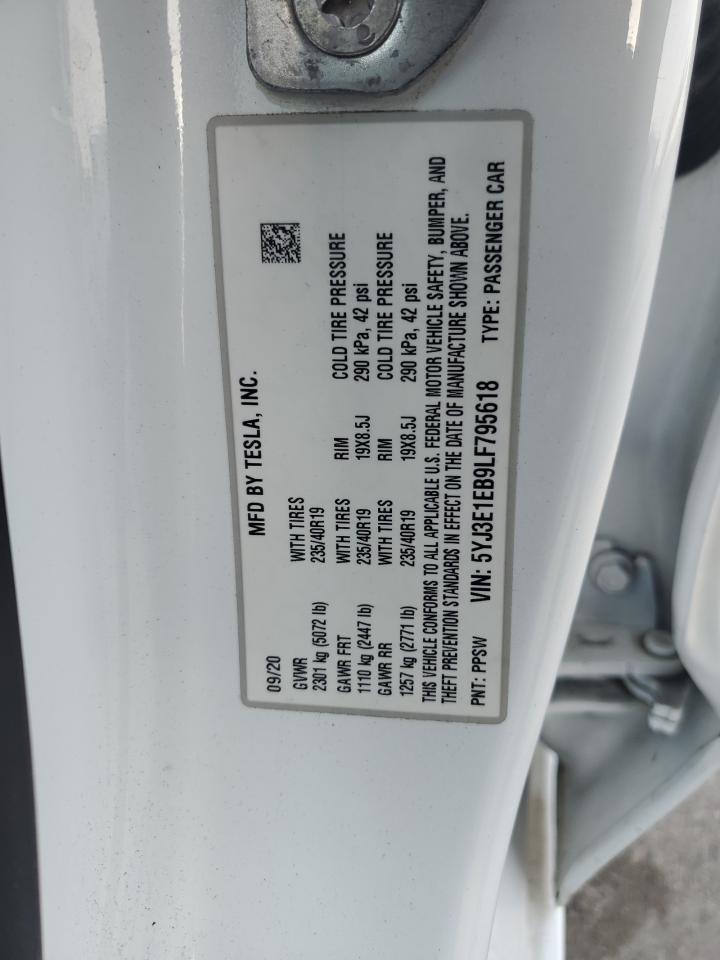 MFD BY TESLA, INC.
09/20
GVWR WITH TIRES
2301 kg (5072 lb) 235/40R19
GAWR FRT WITH TIRES RIM COLD TIRE PRESSURE
1110 kg (2447 lb) 235/40R19 19X8.5J 290 kPa, 42 psi
GAWR RR WITH TIRES RIM COLD TIRE PRESSURE
1257 kg (2771 lb) 235/40R19 19X8.5J 290 kPa, 42 psi
THIS VEHICLE CONFORMS TO ALL APPLICABLE U.S. FEDERAL MOTOR VEHICLE SAFETY, BUMPER, AND
THEFT PREVENTION STANDARDS IN EFFECT ON THE DATE OF MANUFACTURE SHOWN ABOVE.
PNT: PPSW VIN: 5YJ3E1EB9LF795618 TYPE: PASSENGER CAR